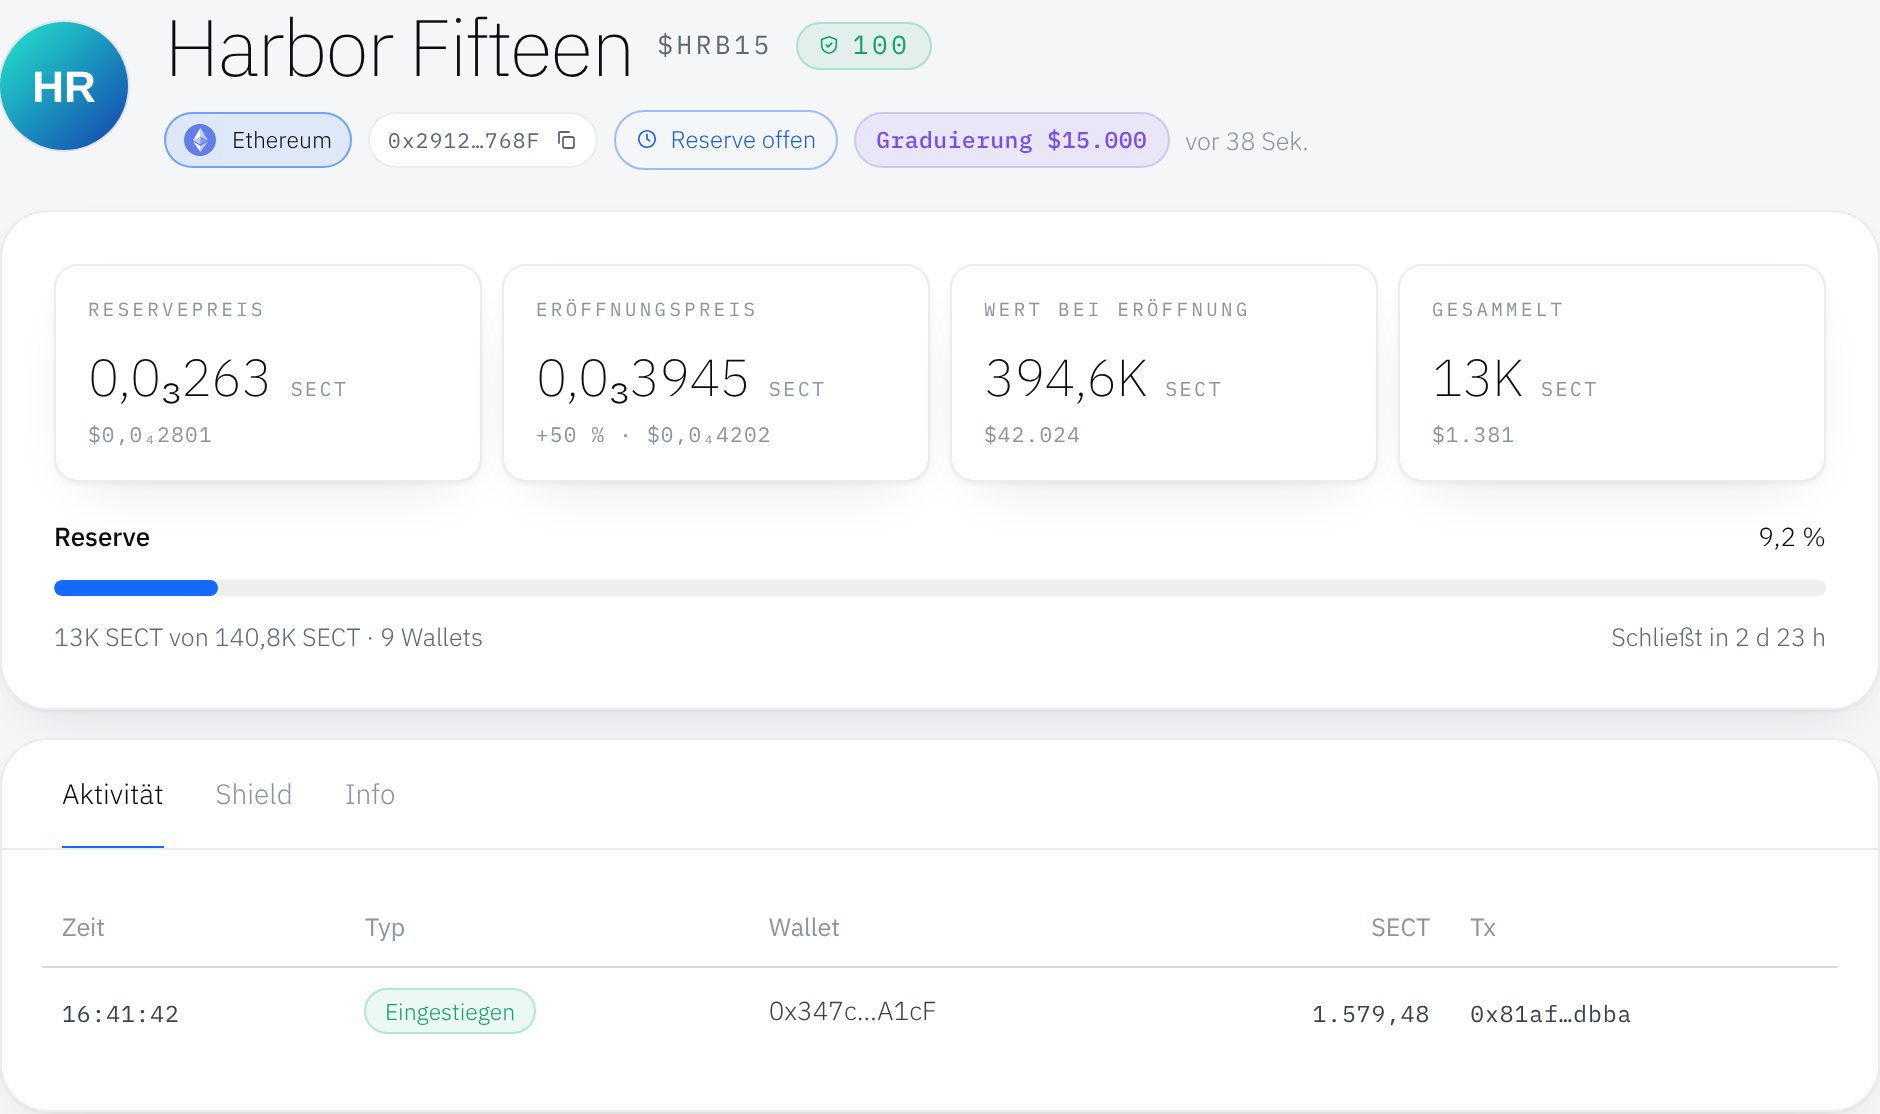 HR
Harbor Fifteen $HRB15 100
Ethereum 0x2912…768F Reserve offen Graduierung $15.000 vor 38 Sek.
RESERVEPREIS
0,0₃263 SECT
$0,0₄2801
ERÖFFNUNGSPREIS
0,0₃3945 SECT
+50 % · $0,0₄4202
WERT BEI ERÖFFNUNG
394,6K SECT
$42.024
GESAMMELT
13K SECT
$1.381
Reserve 9,2 %
13K SECT von 140,8K SECT · 9 Wallets Schließt in 2 d 23 h
Aktivität Shield Info
Zeit Typ Wallet SECT Tx
16:41:42 Eingestiegen 0x347c...A1cF 1.579,48 0x81af…dbba